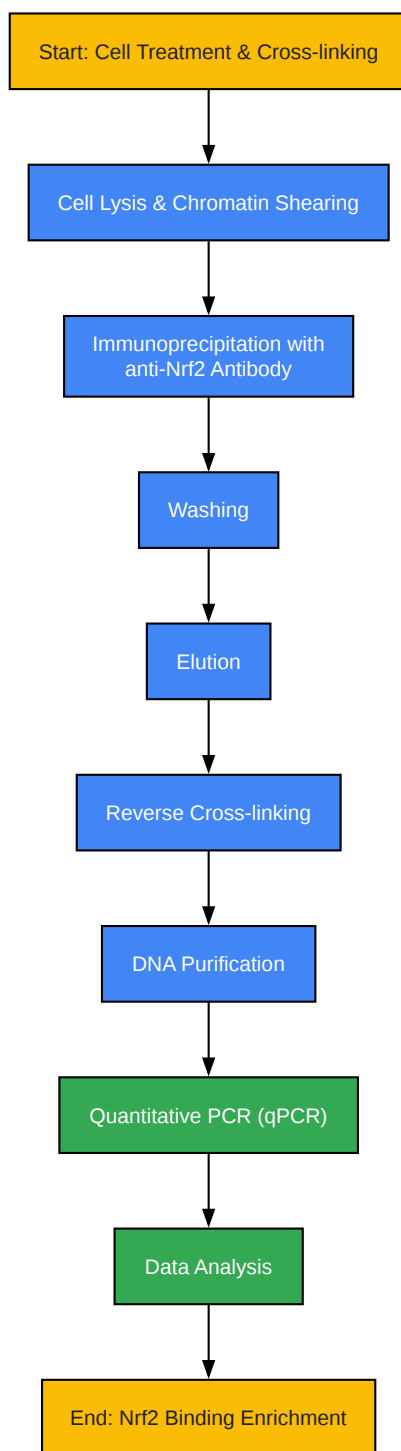 Start: Cell Treatment & Cross-linking
Cell Lysis & Chromatin Shearing
Immunoprecipitation with
anti-Nrf2 Antibody
Washing
Elution
Reverse Cross-linking
DNA Purification
Quantitative PCR (qPCR)
Data Analysis
End: Nrf2 Binding Enrichment